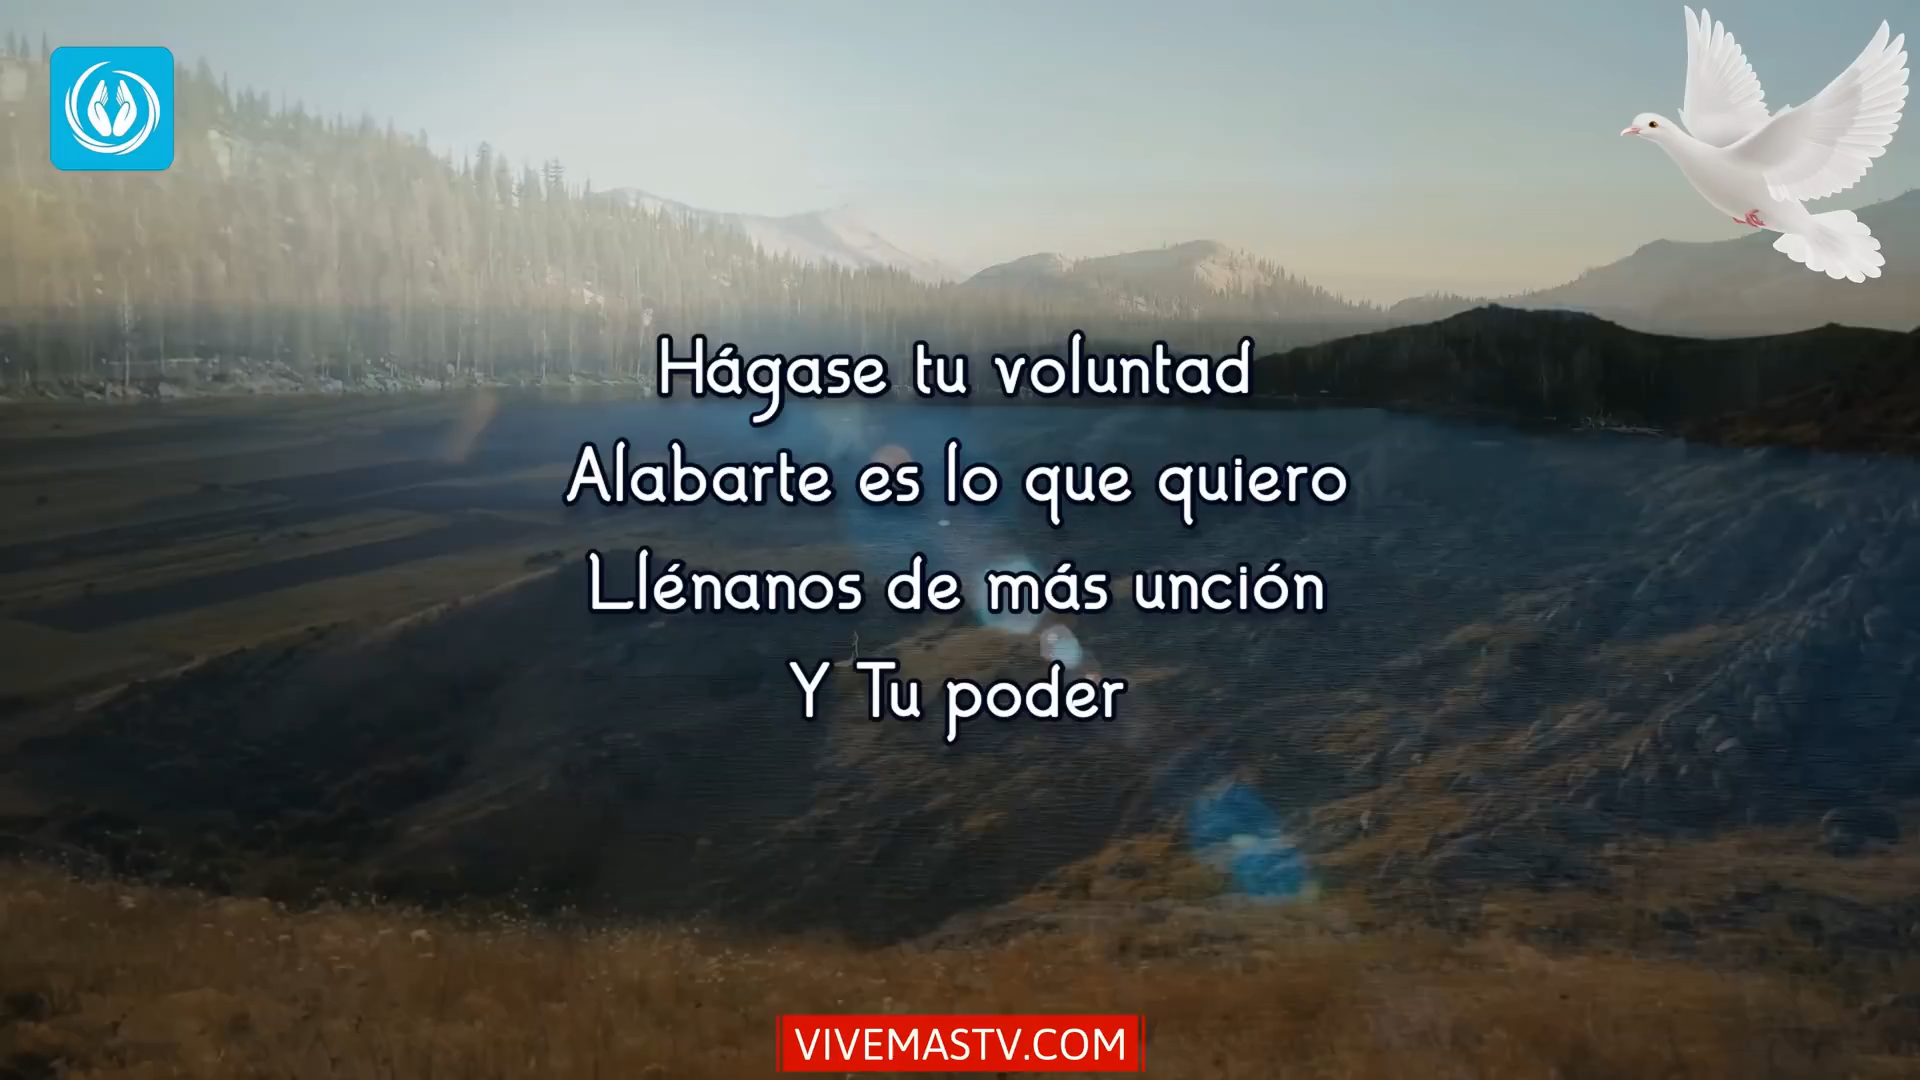 Hágase tu voluntad
Alabarte es lo que quiero
Llénanos de más unción
Y Tu poder
VIVEMASTV.COM